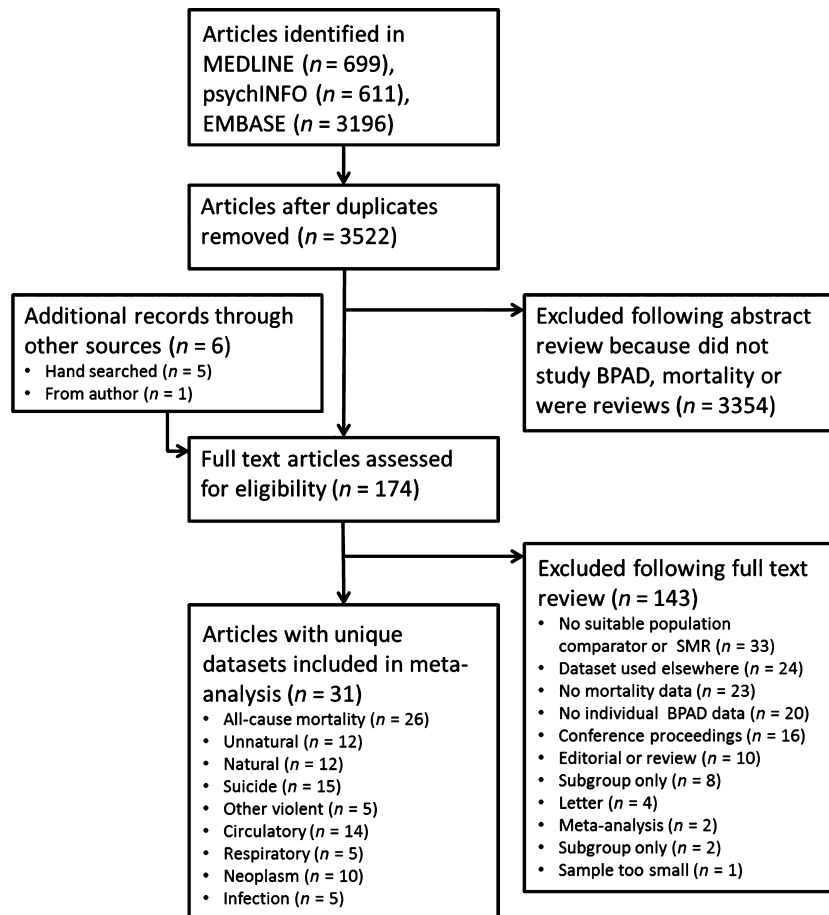 Articles identified in
MEDLINE (n = 699),
psychINFO (n = 611),
EMBASE (n = 3196)
Articles after duplicates
removed (n = 3522)
Additional records through
other sources (n = 6)
• Hand searched (n = 5)
• From author (n = 1)
Excluded following abstract
review because did not
study BPAD, mortality or
were reviews (n = 3354)
Full text articles assessed
for eligibility (n = 174)
Excluded following full text
review (n = 143)
• No suitable population
comparator or SMR (n = 33)
• Dataset used elsewhere (n = 24)
• No mortality data (n = 23)
• No individual BPAD data (n = 20)
• Conference proceedings (n = 16)
• Editorial or review (n = 10)
• Subgroup only (n = 8)
• Letter (n = 4)
• Meta-analysis (n = 2)
• Subgroup only (n = 2)
• Sample too small (n = 1)
Articles with unique
datasets included in meta-
analysis (n = 31)
• All-cause mortality (n = 26)
• Unnatural (n = 12)
• Natural (n = 12)
• Suicide (n = 15)
• Other violent (n = 5)
• Circulatory (n = 14)
• Respiratory (n = 5)
• Neoplasm (n = 10)
• Infection (n = 5)